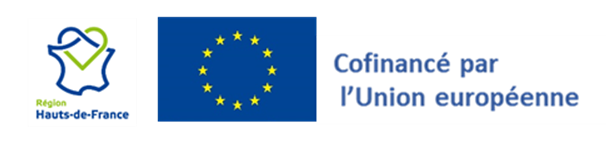 Région
Hauts-de-France
Cofinancé par
l'Union européenne